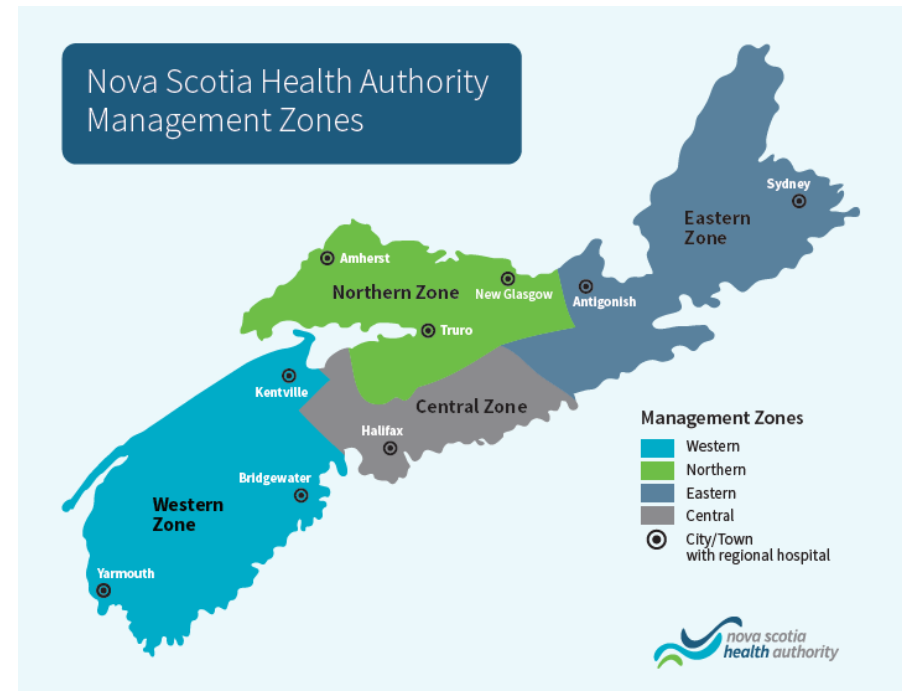 Nova Scotia Health Authority
Management Zones
Sydney
Eastern
Zone
Amherst
Northern Zone
New Glasgow
Antigonish
Truro
Kentville
Central Zone
Halifax
Bridgewater
Western
Zone
Yarmouth
Management Zones
Western
Northern
Eastern
Central
City/Town
with regional hospital
nova scotia
health authority